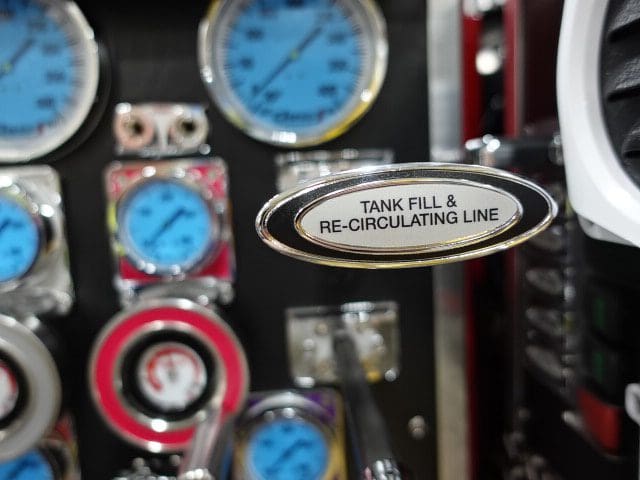 TANK FILL &
RE-CIRCULATING LINE